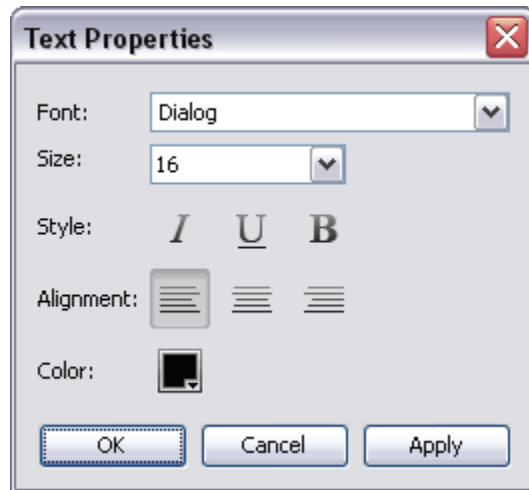 Text Properties
Font: Dialog
Size: 16
Style: I U B
Alignment:
Color:
OK Cancel Apply